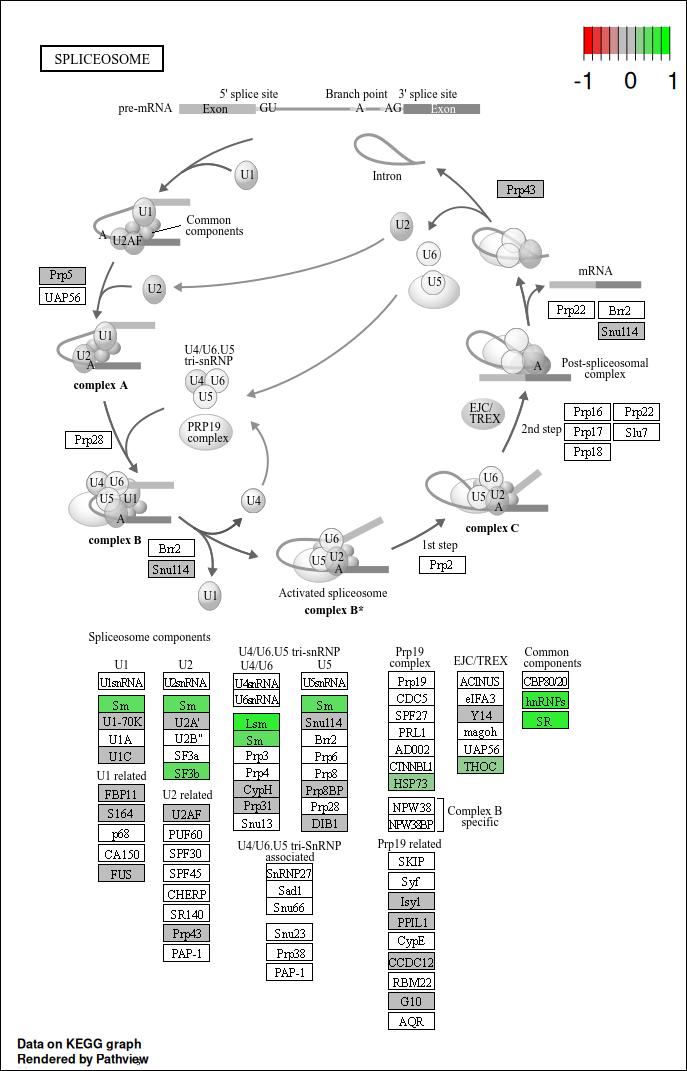 SPLICEOSOME
-1 0 1
5' splice site Branch point 3' splice site
pre-mRNA Exon GU A AG Exon
U1
Intron
Prp43
U1
U2AF
A
Common
components
U2
U6
U5
Prp5
UAP56
U2
mRNA
Prp22 Brr2
Snu114
U1
U2
A
complex A
U4/U6.U5
tri-snRNP
U4 U6
U5
PRP19
complex
A
Post-spliceosomal
complex
EJC/
TREX
2nd step
Prp16 Prp22
Prp17 Slu7
Prp18
Prp28
U4 U6
U5 U1
A
complex B
U4
U6
U5 U2
A
complex C
Brr2
Snu114
U1
U6
U5 U2
A
Activated spliceosome
complex B*
1st step
Prp2
Spliceosome components
U1
U1snRNA
Sm
U1-70K
U1A
U1C
U1 related
FBP11
S164
p68
CA150
FUS
U2
U2snRNA
Sm
U2A'
U2B"
SF3a
SF3b
U2 related
U2AF
PUF60
SPF30
SPF45
CHERP
SR140
Prp43
PAP-1
U4/U6.U5 tri-snRNP
U4/U6
U4snRNA
U6snRNA
Lsm
Sm
Prp3
Prp4
CypH
Prp31
Snu13
U5
U5snRNA
Sm
Snu114
Brr2
Prp6
Prp8
Prp8BP
Prp28
DIB1
U4/U6.U5 tri-SnRNP
associated
SnRNP27
Sad1
Snu66
Snu23
Prp38
PAP-1
Prp19
complex
Prp19
CDC5
SPF27
PRL1
AD002
CTNNBL1
HSP73
NPW38
NPW38BP
Complex B
specific
Prp19 related
SKIP
Syf
Isy1
PPIL1
CypE
CCDC12
RBM22
G10
AQR
EJC/TREX
ACINUS
eIFA3
Y14
magoh
UAP56
THOC
Common
components
CBP80/20
hnRNPs
SR
Data on KEGG graph
Rendered by Pathview